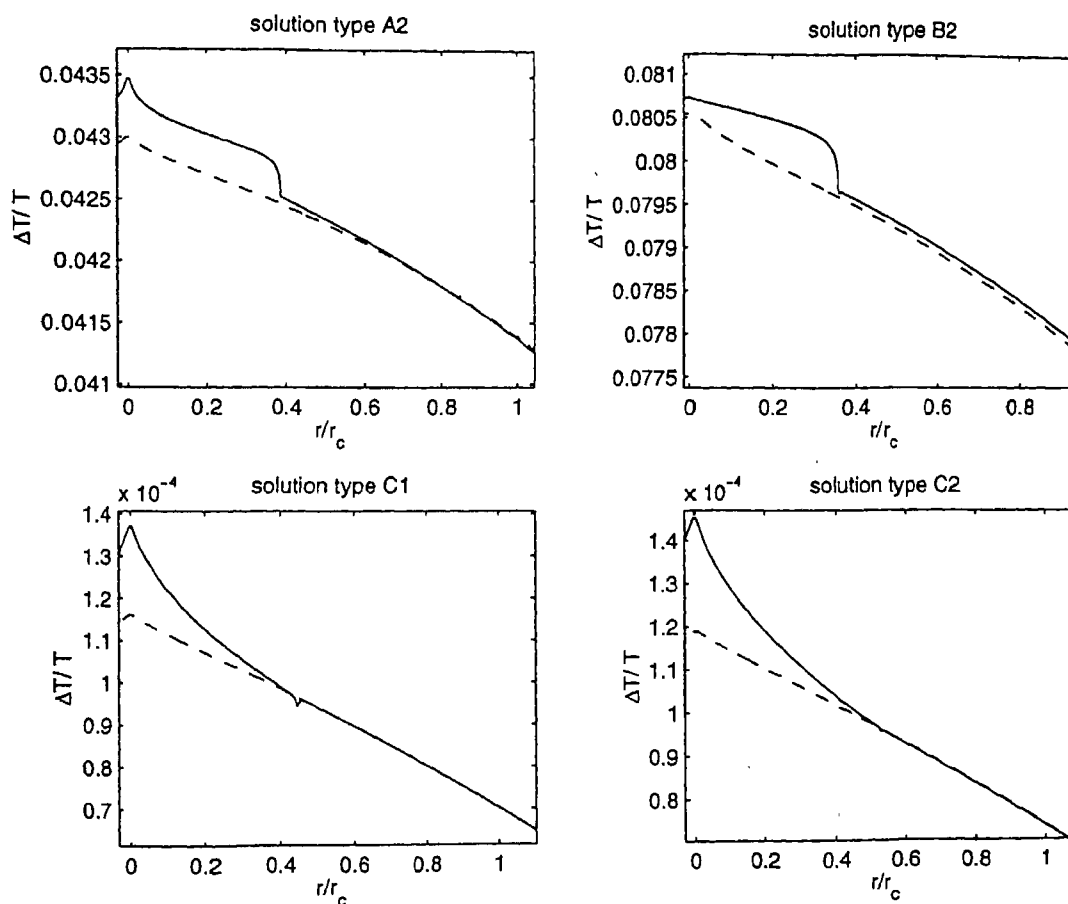 solution type A2
0.0435
0.043
0.0425
0.042
0.0415
0.041
ΔT/T
0 0.2 0.4 0.6 0.8 1
r/r_c
solution type B2
0.081
0.0805
0.08
0.0795
0.079
0.0785
0.078
0.0775
ΔT/T
0 0.2 0.4 0.6 0.8
r/r_c
x 10^-4
solution type C1
1.4
1.3
1.2
1.1
1
0.9
0.8
0.7
ΔT/T
0 0.2 0.4 0.6 0.8 1
r/r_c
x 10^-4
solution type C2
1.4
1.3
1.2
1.1
1
0.9
0.8
ΔT/T
0 0.2 0.4 0.6 0.8 1
r/r_c